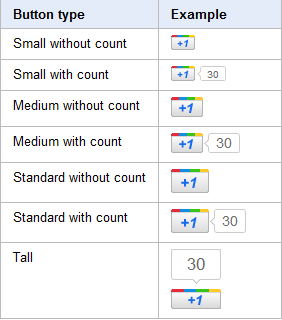 Button type Example
Small without count +1
Small with count +1 30
Medium without count +1
Medium with count +1 30
Standard without count +1
Standard with count +1 30
Tall 30
+1